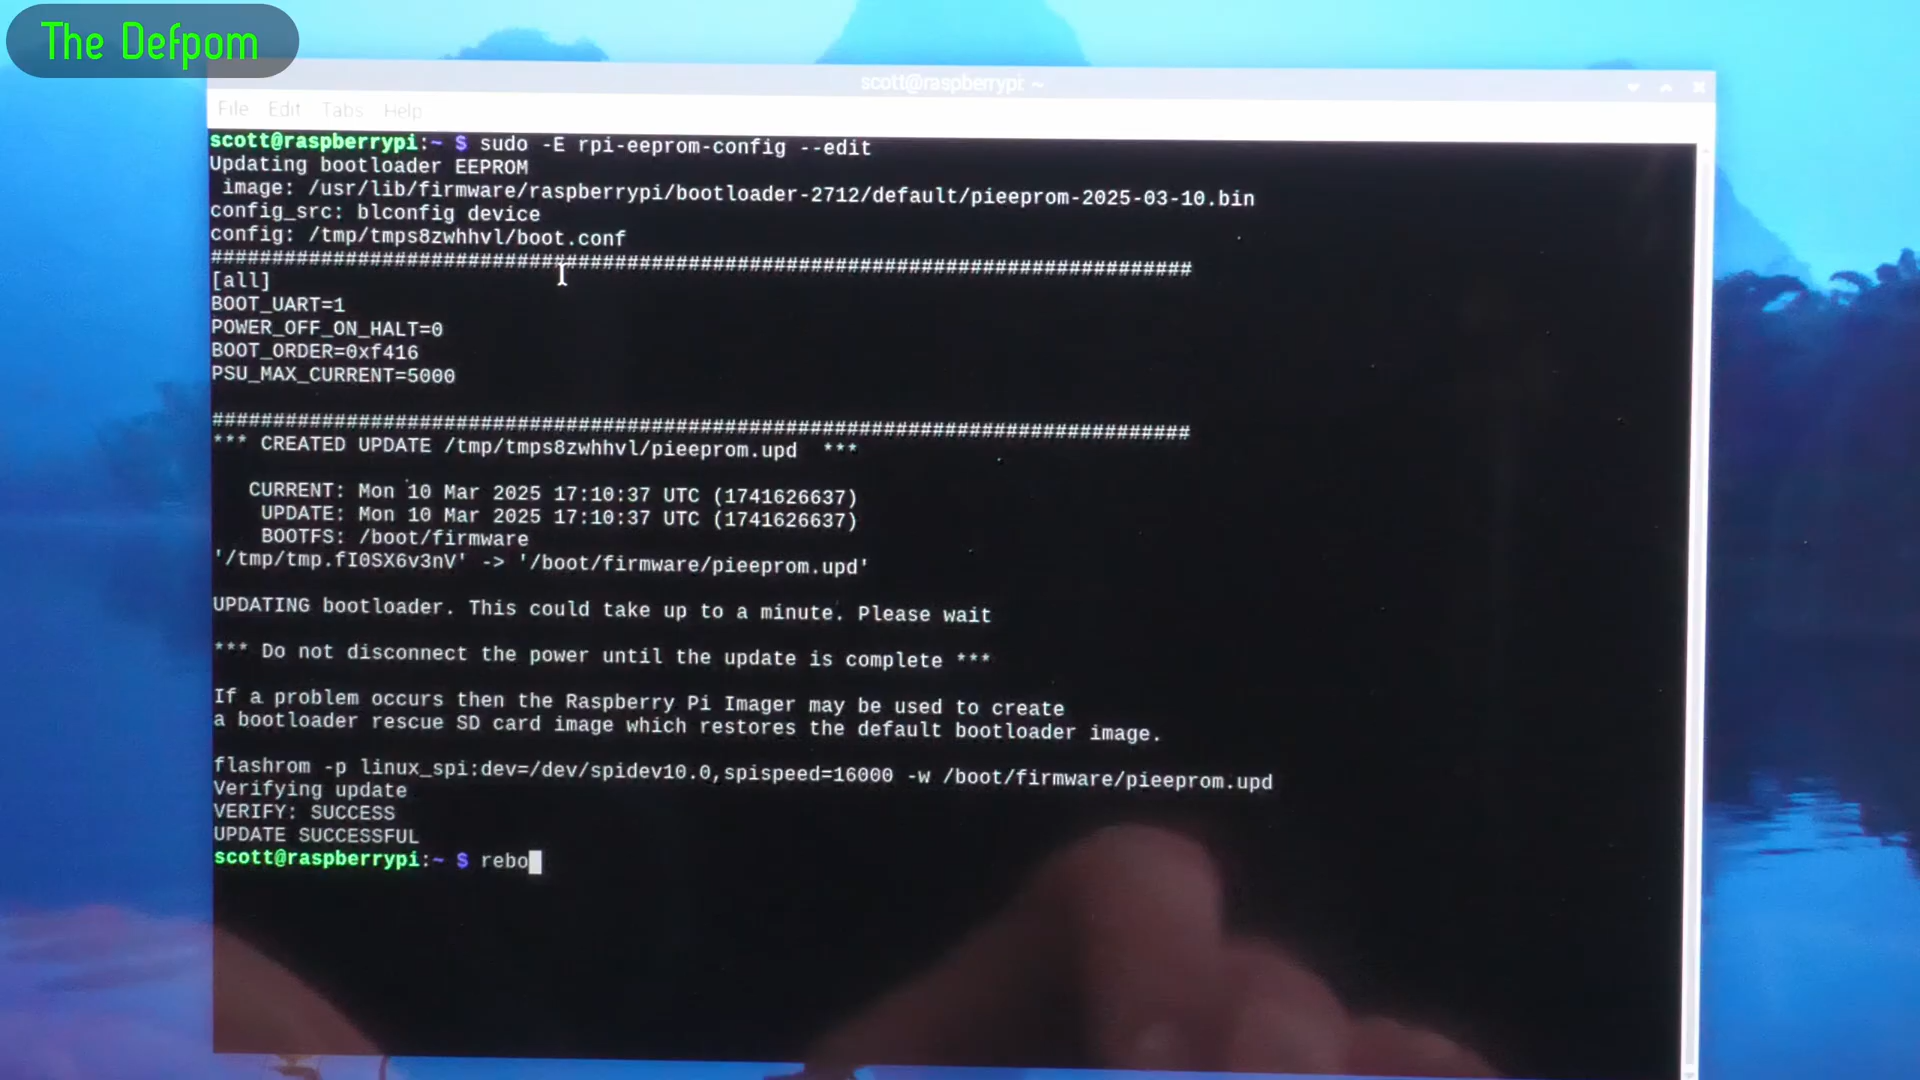 The Defpom
scott@raspberrypi: ~
File Edit Tabs Help
scott@raspberrypi:~ $ sudo -E rpi-eeprom-config --edit
Updating bootloader EEPROM
image: /usr/lib/firmware/raspberrypi/bootloader-2712/default/pieeprom-2025-03-10.bin
config_src: blconfig device
config: /tmp/tmps8zwhhvl/boot.conf
################################################################################
[all]
BOOT_UART=1
POWER_OFF_ON_HALT=0
BOOT_ORDER=0xf416
PSU_MAX_CURRENT=5000
################################################################################
*** CREATED UPDATE /tmp/tmps8zwhhvl/pieeprom.upd  ***
CURRENT: Mon 10 Mar 2025 17:10:37 UTC (1741626637)
UPDATE: Mon 10 Mar 2025 17:10:37 UTC (1741626637)
BOOTFS: /boot/firmware
'/tmp/tmp.fI0SX6v3nV' -> '/boot/firmware/pieeprom.upd'
UPDATING bootloader. This could take up to a minute. Please wait
*** Do not disconnect the power until the update is complete ***
If a problem occurs then the Raspberry Pi Imager may be used to create
a bootloader rescue SD card image which restores the default bootloader image.
flashrom -p linux_spi:dev=/dev/spidev10.0,spispeed=16000 -w /boot/firmware/pieeprom.upd
Verifying update
VERIFY: SUCCESS
UPDATE SUCCESSFUL
scott@raspberrypi:~ $ rebo